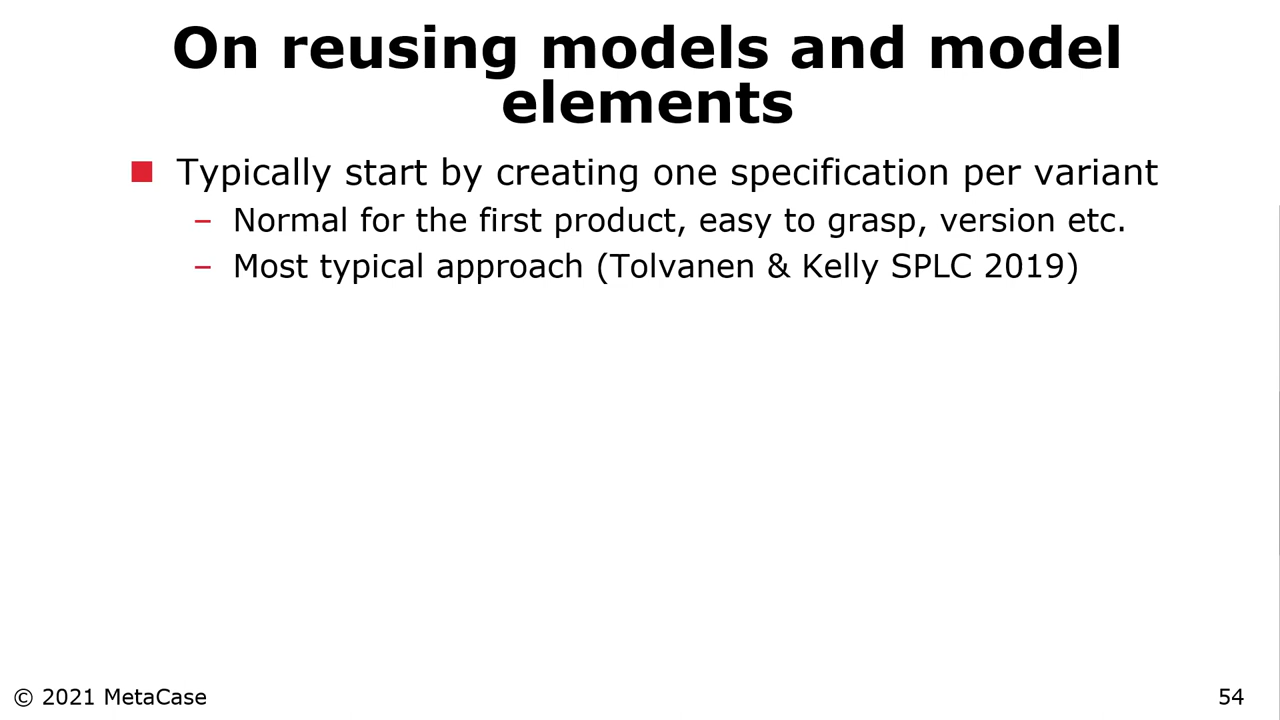 On reusing models and model
elements
Typically start by creating one specification per variant
– Normal for the first product, easy to grasp, version etc.
– Most typical approach (Tolvanen & Kelly SPLC 2019)
© 2021 MetaCase
54